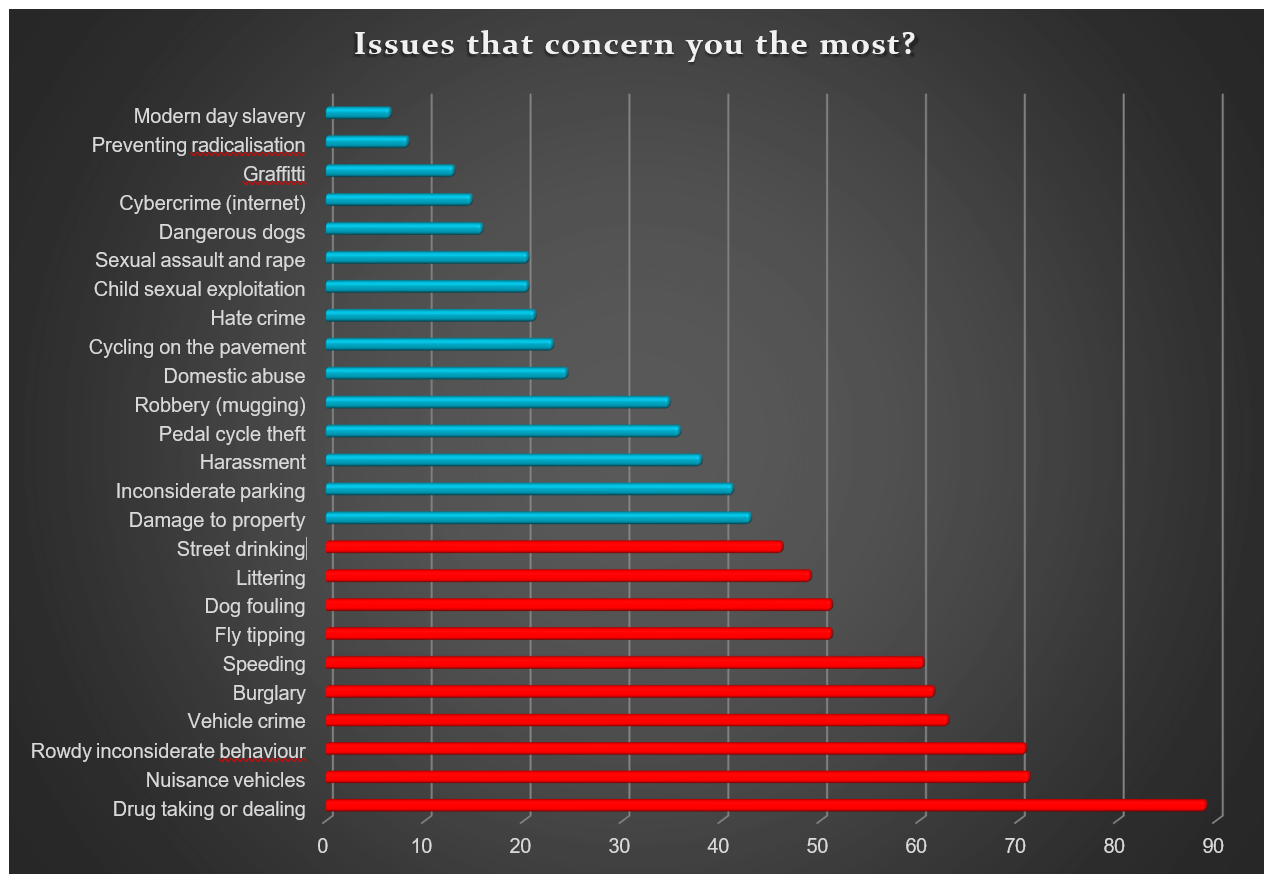 Issues that concern you the most?
Modern day slavery
Preventing radicalisation
Graffitti
Cybercrime (internet)
Dangerous dogs
Sexual assault and rape
Child sexual exploitation
Hate crime
Cycling on the pavement
Domestic abuse
Robbery (mugging)
Pedal cycle theft
Harassment
Inconsiderate parking
Damage to property
Street drinking
Littering
Dog fouling
Fly tipping
Speeding
Burglary
Vehicle crime
Rowdy inconsiderate behaviour
Nuisance vehicles
Drug taking or dealing
0 10 20 30 40 50 60 70 80 90